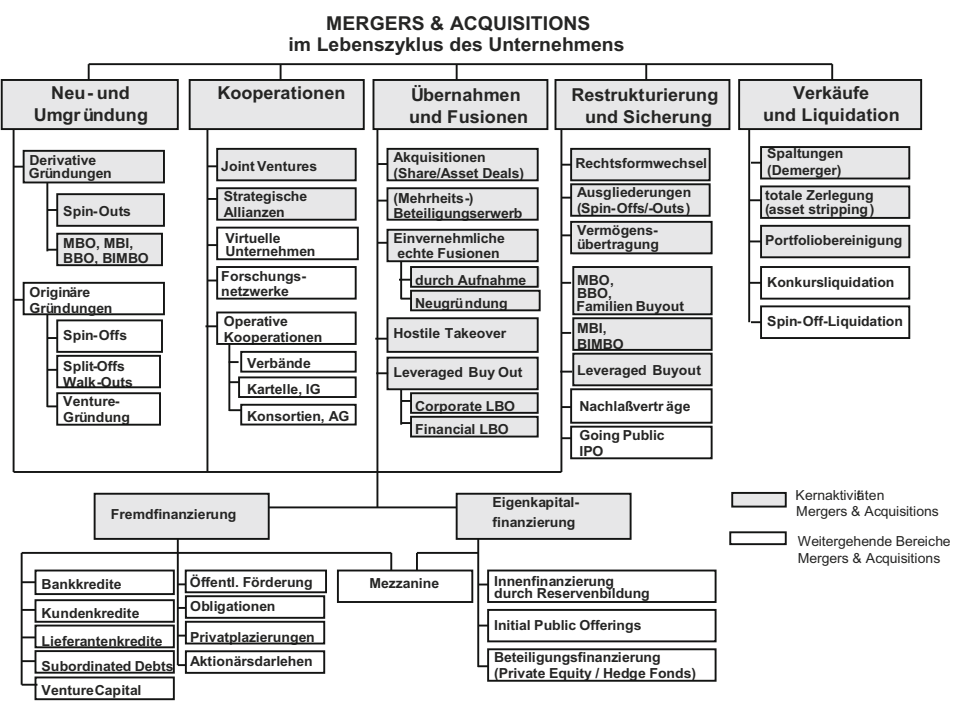 MERGERS & ACQUISITIONS
im Lebenszyklus des Unternehmens
Neu- und
Umgründung
Derivative
Gründungen
Spin-Outs
MBO, MBI,
BBO, BIMBO
Originäre
Gründungen
Spin-Offs
Split-Offs
Walk-Outs
Venture-
Gründung
Kooperationen
Joint Ventures
Strategische
Allianzen
Virtuelle
Unternehmen
Forschungs-
netzwerke
Operative
Kooperationen
Verbände
Kartelle, IG
Konsortien, AG
Übernahmen
und Fusionen
Akquisitionen
(Share/Asset Deals)
(Mehrheits-)
Beteiligungserwerb
Einvernehmliche
echte Fusionen
durch Aufnahme
Neugründung
Hostile Takeover
Leveraged Buy Out
Corporate LBO
Financial LBO
Restrukturierung
und Sicherung
Rechtsformwechsel
Ausgliederungen
(Spin-Offs/-Outs)
Vermögens-
übertragung
MBO,
BBO,
Familien Buyout
MBI,
BIMBO
Leveraged Buyout
Nachlaßverträge
Going Public
IPO
Verkäufe
und Liquidation
Spaltungen
(Demerger)
totale Zerlegung
(asset stripping)
Portfoliobereinigung
Konkursliquidation
Spin-Off-Liquidation
Fremdfinanzierung
Bankkredite
Kundenkredite
Lieferantenkredite
Subordinated Debts
Venture Capital
Öffentl. Förderung
Obligationen
Privatplazierungen
Aktionärsdarlehen
Mezzanine
Eigenkapital-
finanzierung
Innenfinanzierung
durch Reservenbildung
Initial Public Offerings
Beteiligungsfinanzierung
(Private Equity / Hedge Fonds)
Kernaktivitäten
Mergers & Acquisitions
Weitergehende Bereiche
Mergers & Acquisitions